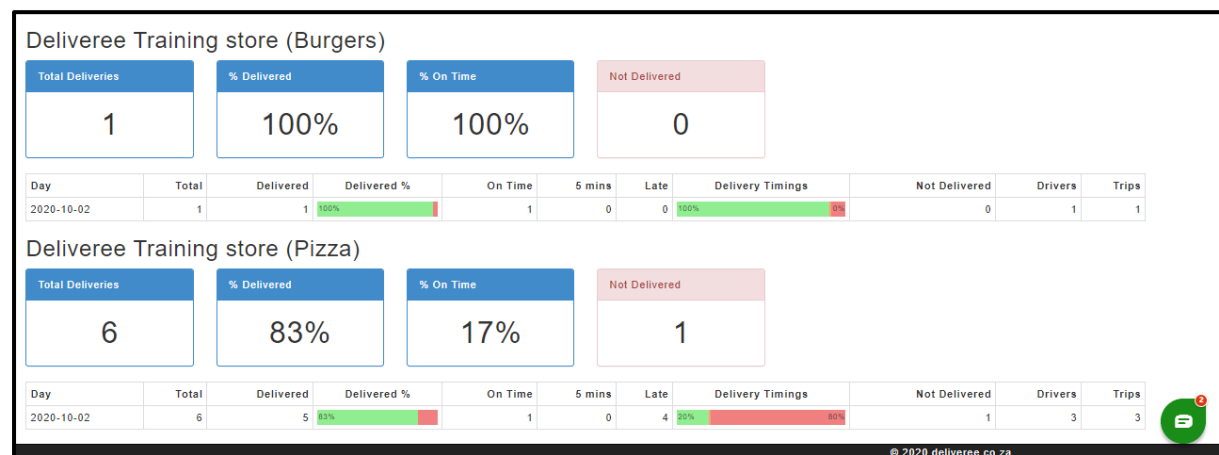 Deliveree Training store (Burgers)
Total Deliveries % Delivered % On Time Not Delivered
1 100% 100% 0
Day Total Delivered Delivered % On Time 5 mins Late Delivery Timings Not Delivered Drivers Trips
2020-10-02 1 1 100% 1 0 0 100% 0% 0 1 1
Deliveree Training store (Pizza)
Total Deliveries % Delivered % On Time Not Delivered
6 83% 17% 1
Day Total Delivered Delivered % On Time 5 mins Late Delivery Timings Not Delivered Drivers Trips
2020-10-02 6 5 83% 1 0 4 20% 80% 1 3 3
2
© 2020 deliveree.co.za